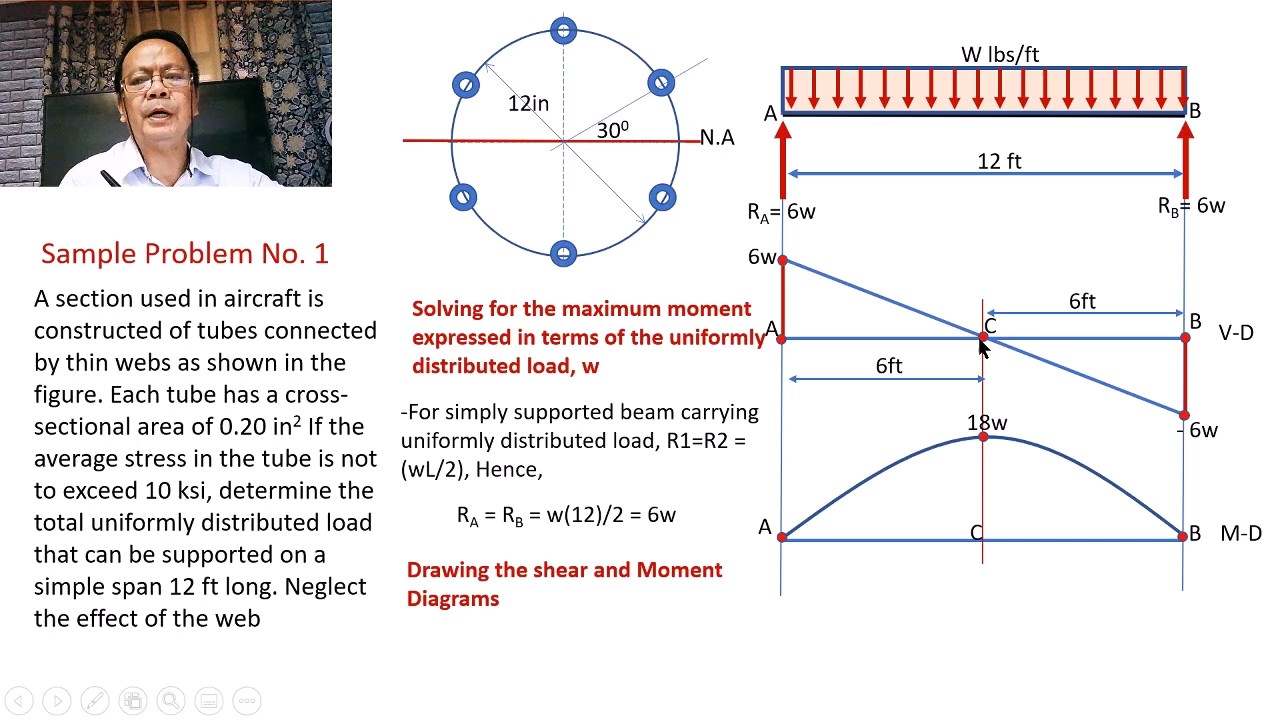 Sample Problem No. 1
A section used in aircraft is
constructed of tubes connected
by thin webs as shown in the
figure. Each tube has a cross-
sectional area of 0.20 in² If the
average stress in the tube is not
to exceed 10 ksi, determine the
total uniformly distributed load
that can be supported on a
simple span 12 ft long. Neglect
the effect of the web
12in
30⁰
N.A
Solving for the maximum moment
expressed in terms of the uniformly
distributed load, w
-For simply supported beam carrying
uniformly distributed load, R1=R2 =
(wL/2), Hence,
R_A = R_B = w(12)/2 = 6w
Drawing the shear and Moment
Diagrams
W lbs/ft
A
B
12 ft
R_A= 6w
R_B= 6w
6w
6ft
A
C
B
V-D
6ft
18w
- 6w
A
C
B
M-D